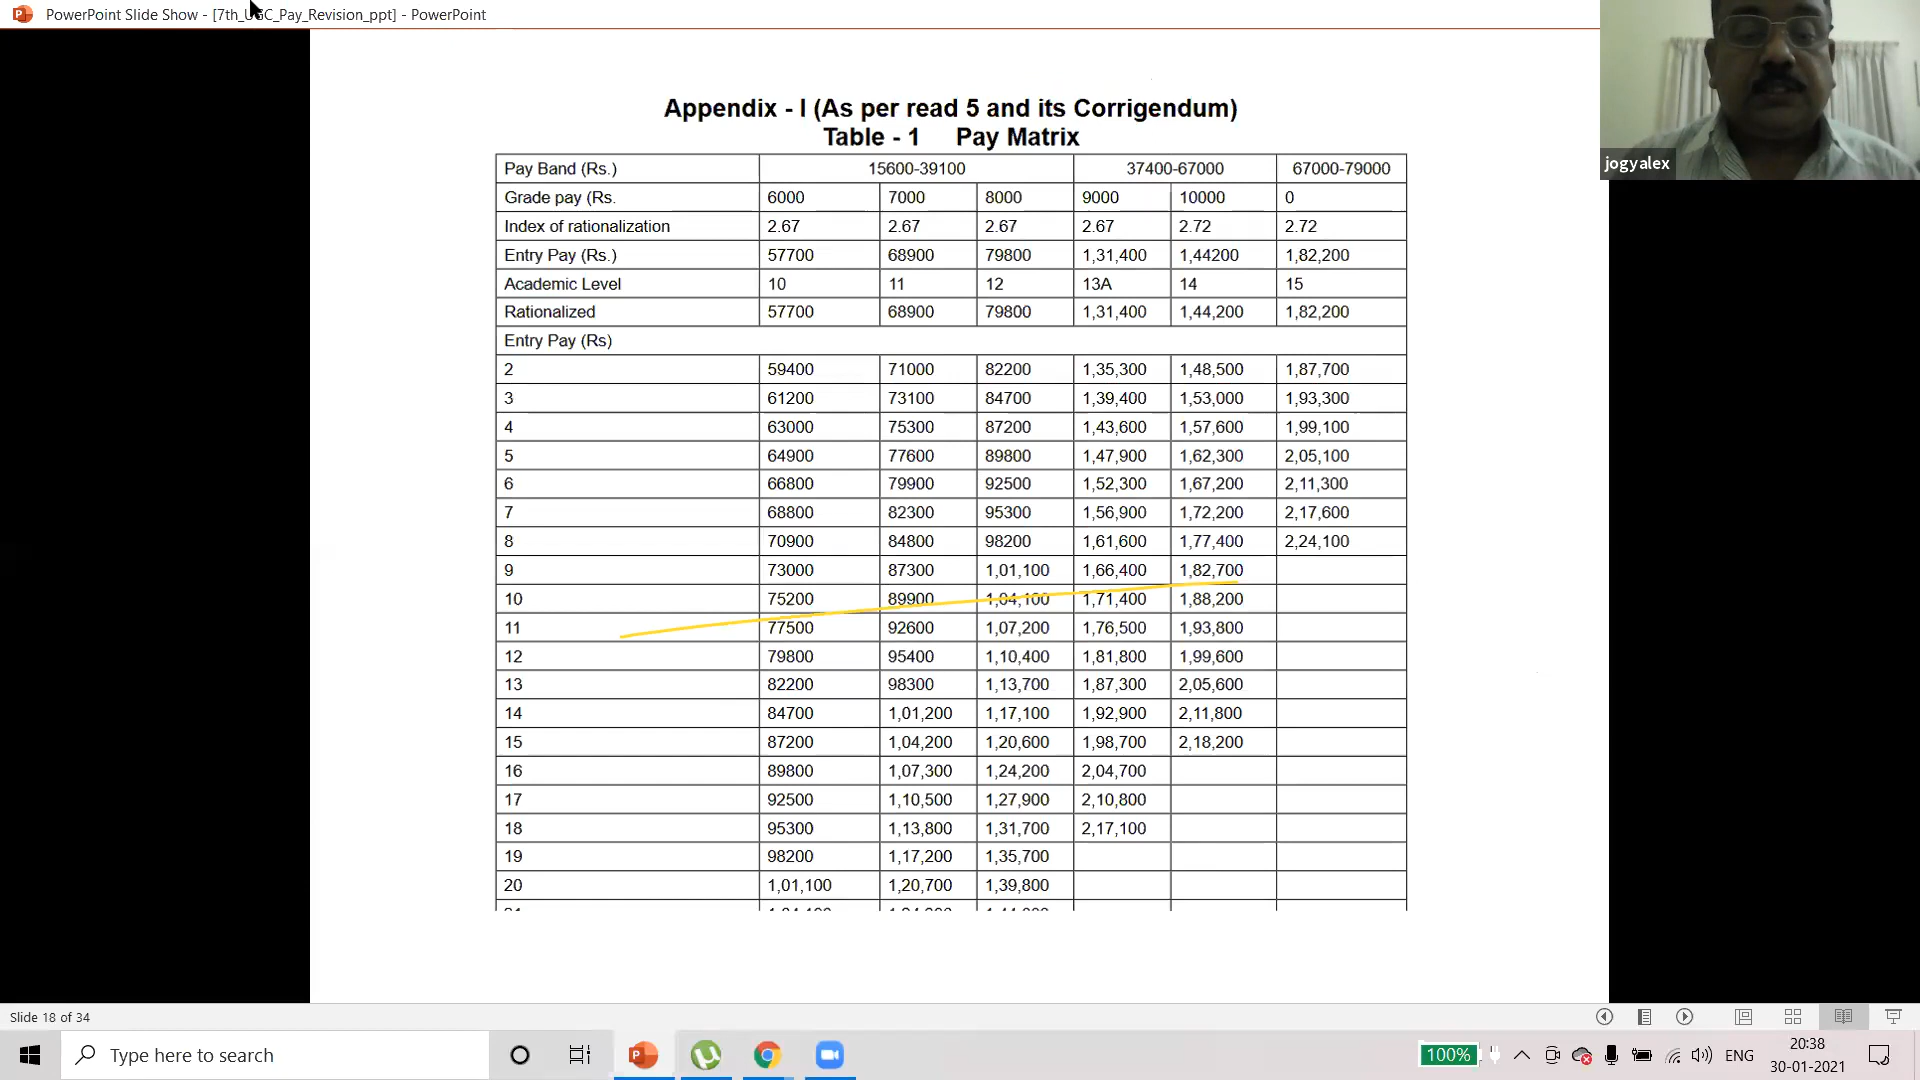 PowerPoint Slide Show - [7th_UGC_Pay_Revision_ppt] - PowerPoint
jogyalex
Appendix - I (As per read 5 and its Corrigendum)
Table - 1 Pay Matrix
Pay Band (Rs.) 15600-39100 37400-67000 67000-79000
Grade pay (Rs. 6000 7000 8000 9000 10000 0
Index of rationalization 2.67 2.67 2.67 2.67 2.72 2.72
Entry Pay (Rs.) 57700 68900 79800 1,31,400 1,44200 1,82,200
Academic Level 10 11 12 13A 14 15
Rationalized 57700 68900 79800 1,31,400 1,44,200 1,82,200
Entry Pay (Rs)
2 59400 71000 82200 1,35,300 1,48,500 1,87,700
3 61200 73100 84700 1,39,400 1,53,000 1,93,300
4 63000 75300 87200 1,43,600 1,57,600 1,99,100
5 64900 77600 89800 1,47,900 1,62,300 2,05,100
6 66800 79900 92500 1,52,300 1,67,200 2,11,300
7 68800 82300 95300 1,56,900 1,72,200 2,17,600
8 70900 84800 98200 1,61,600 1,77,400 2,24,100
9 73000 87300 1,01,100 1,66,400 1,82,700
10 75200 89900 1,04,100 1,71,400 1,88,200
11 77500 92600 1,07,200 1,76,500 1,93,800
12 79800 95400 1,10,400 1,81,800 1,99,600
13 82200 98300 1,13,700 1,87,300 2,05,600
14 84700 1,01,200 1,17,100 1,92,900 2,11,800
15 87200 1,04,200 1,20,600 1,98,700 2,18,200
16 89800 1,07,300 1,24,200 2,04,700
17 92500 1,10,500 1,27,900 2,10,800
18 95300 1,13,800 1,31,700 2,17,100
19 98200 1,17,200 1,35,700
20 1,01,100 1,20,700 1,39,800
Slide 18 of 34
Type here to search
100%
ENG
20:38
30-01-2021